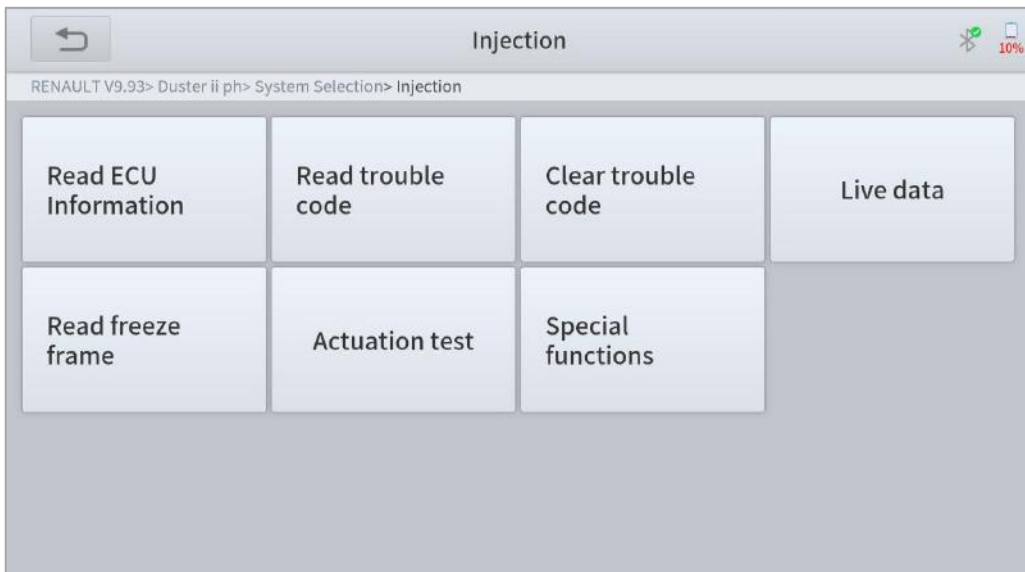 Injection
10%
RENAULT V9.93> Duster ii ph> System Selection> Injection
Read ECU
Information
Read trouble
code
Clear trouble
code
Live data
Read freeze
frame
Actuation test
Special
functions